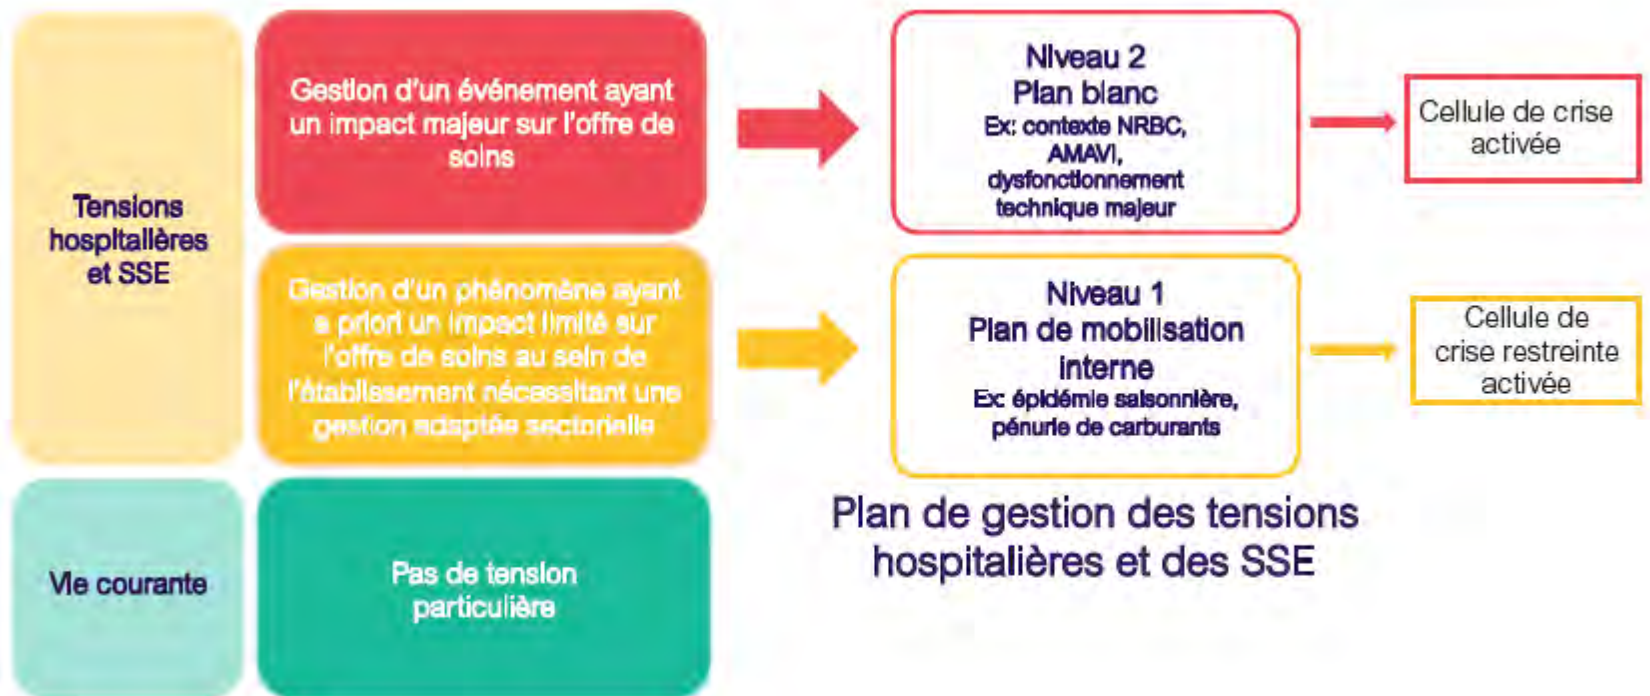 Tensions
hospitalières
et SSE
Gestion d'un événement ayant
un impact majeur sur l'offre de
soins
Niveau 2
Plan blanc
Ex: contexte NRBC,
AMAVI,
dysfonctionnement
technique majeur
Cellule de crise
activée
Gestion d'un phénomène ayant
a priori un impact limité sur
l'offre de soins au sein de
l'établissement nécessitant une
gestion adaptée sectorielle
Niveau 1
Plan de mobilisation
interne
Ex: épidémie saisonnière,
pénurie de carburants
Cellule de
crise restreinte
activée
Plan de gestion des tensions
hospitalières et des SSE
Vie courante
Pas de tension
particulière